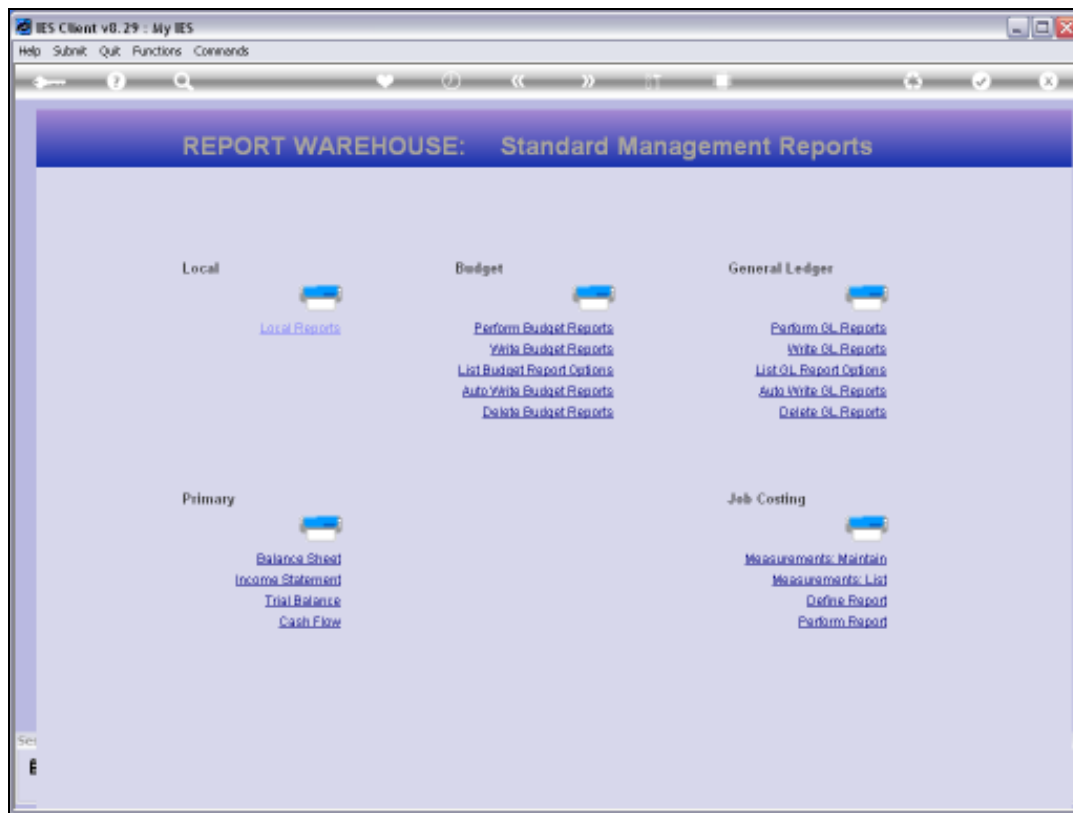 IES Client v8.29 : My IES
Help Submit Quit Functions Commands
REPORT WAREHOUSE: Standard Management Reports
Local
Local Reports
Budget
Perform Budget Reports
Write Budget Reports
List Budget Report Options
Auto Write Budget Reports
Delete Budget Reports
General Ledger
Perform GL Reports
Write GL Reports
List GL Report Options
Auto Write GL Reports
Delete GL Reports
Primary
Balance Sheet
Income Statement
Trial Balance
Cash Flow
Job Costing
Measurements: Maintain
Measurements: List
Define Report
Perform Report